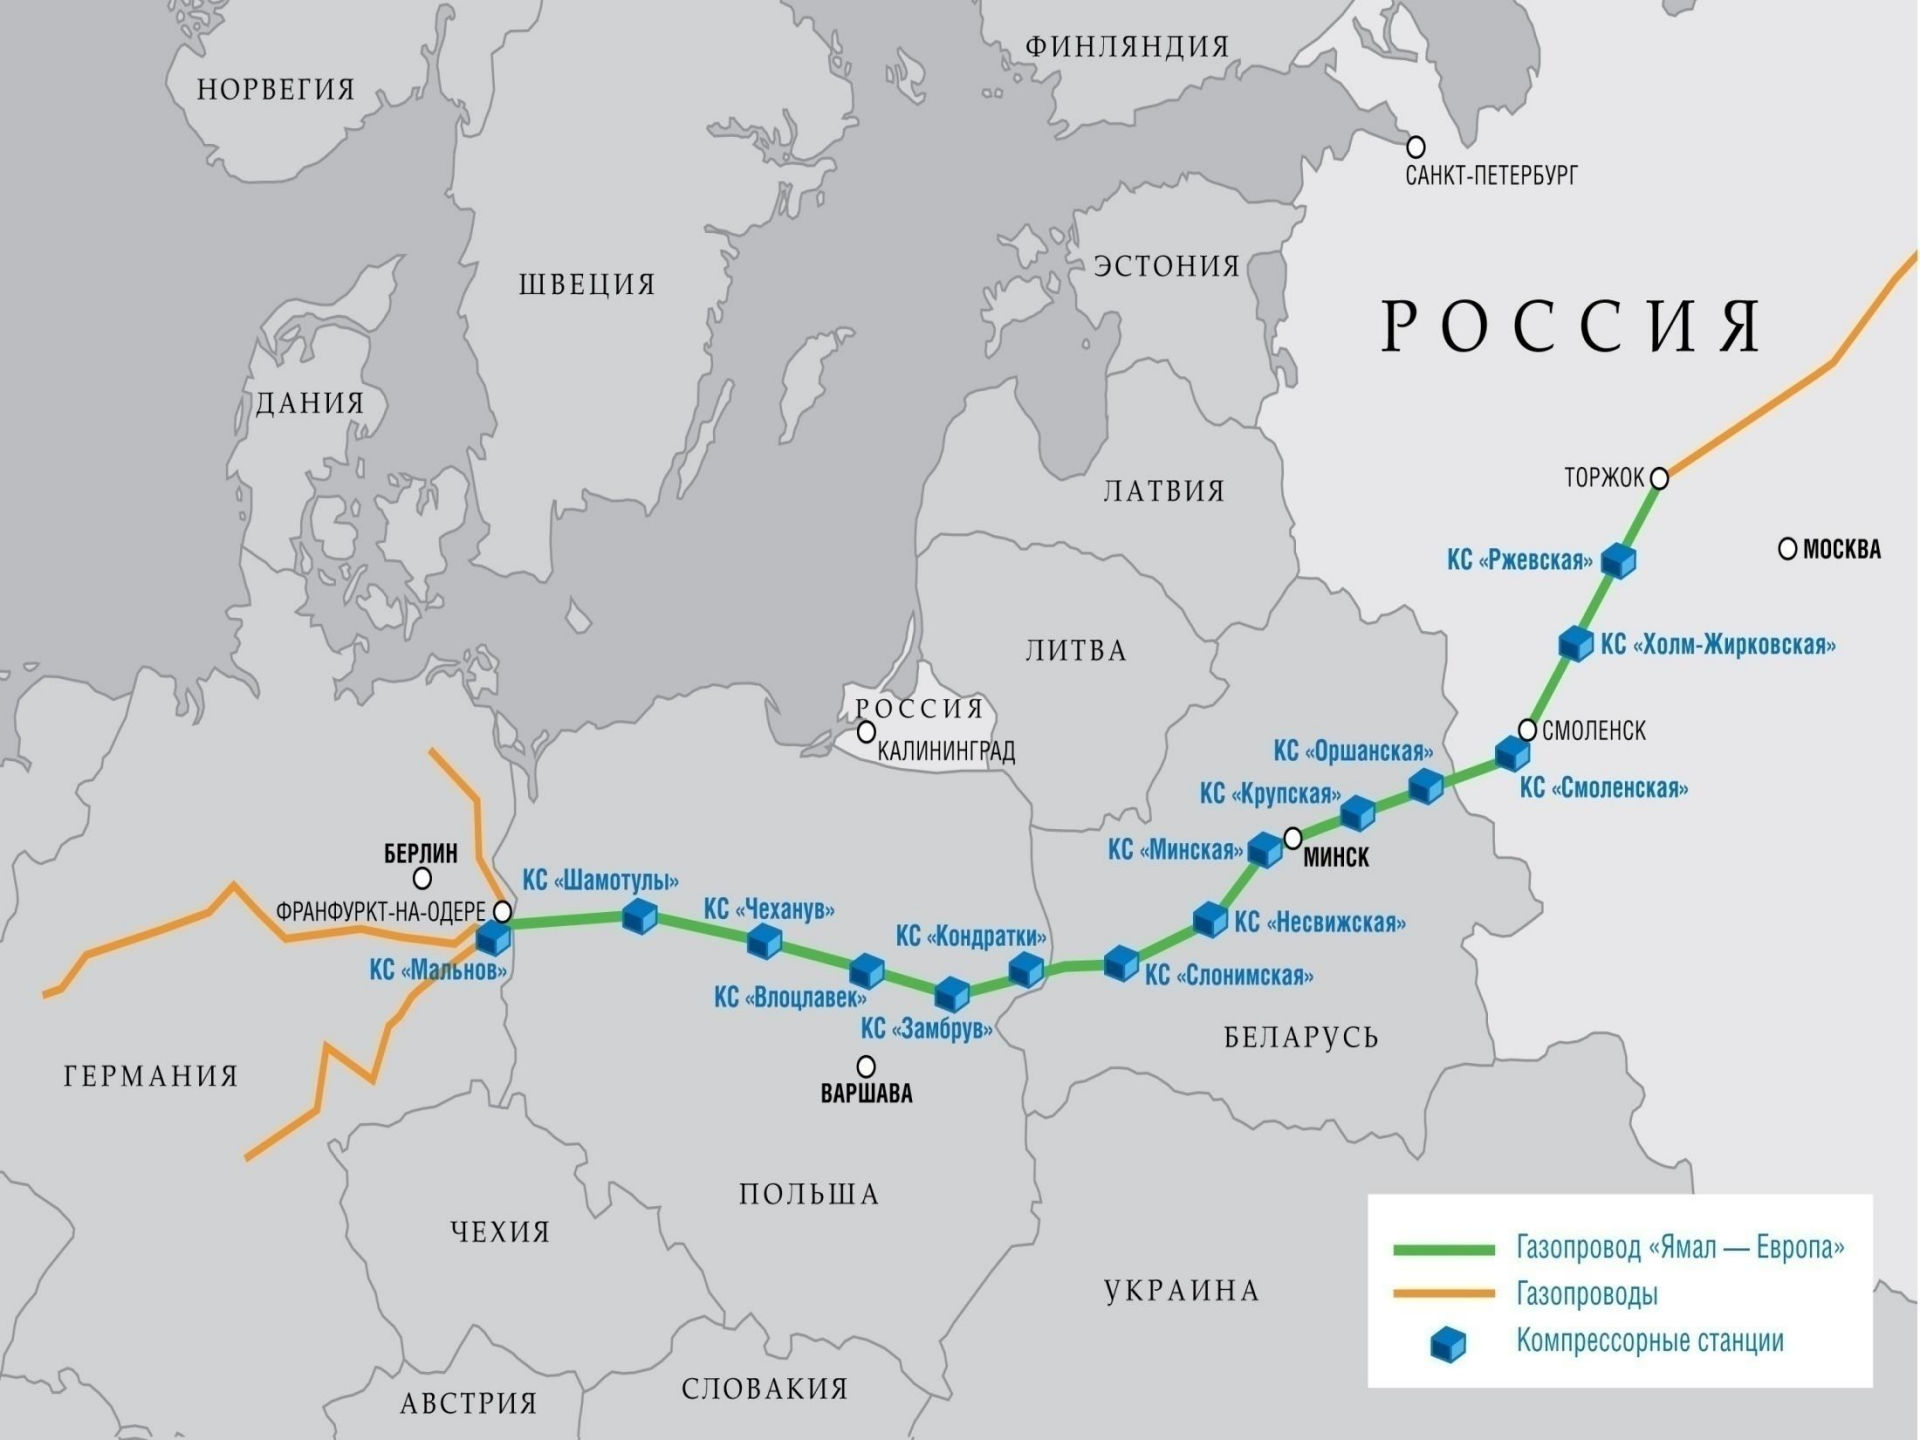 ФИНЛЯНДИЯ
НОРВЕГИЯ
САНКТ-ПЕТЕРБУРГ
ЭСТОНИЯ
ШВЕЦИЯ
РОССИЯ
ДАНИЯ
ТОРЖОК
ЛАТВИЯ
МОСКВА
КС «Ржевская»
КС «Холм-Жирковская»
ЛИТВА
РОССИЯ
КАЛИНИНГРАД
СМОЛЕНСК
КС «Оршанская»
КС «Смоленская»
КС «Крупская»
КС «Минская»
МИНСК
БЕРЛИН
КС «Шамотулы»
ФРАНФУРКТ-НА-ОДЕРЕ
КС «Чеханув»
КС «Несвижская»
КС «Кондратки»
КС «Мальнов»
КС «Слонимская»
КС «Влоцлавек»
КС «Замбрув»
БЕЛАРУСЬ
ГЕРМАНИЯ
ВАРШАВА
ПОЛЬША
ЧЕХИЯ
УКРАИНА
СЛОВАКИЯ
АВСТРИЯ
Газопровод «Ямал — Европа»
Газопроводы
Компрессорные станции